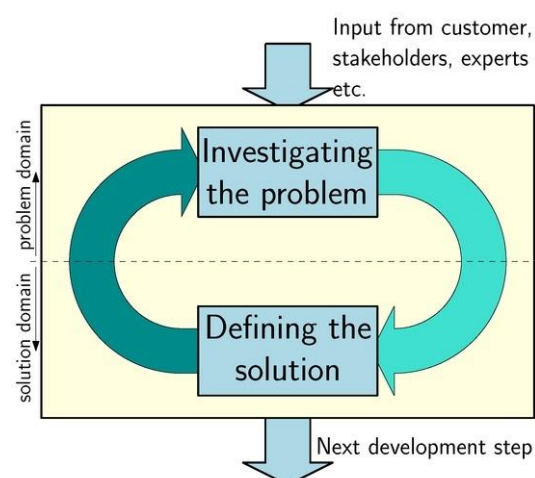 Input from customer,
stakeholders, experts
etc.
Investigating
the problem
problem domain
solution domain
Defining the
solution
Next development step